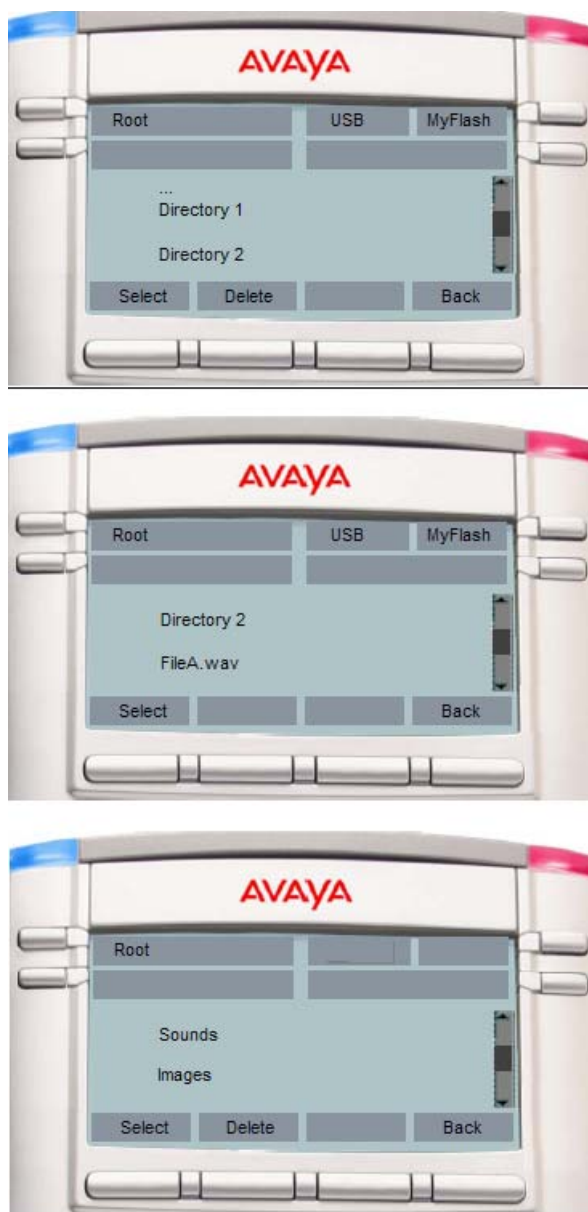 AVAYA
Root USB MyFlash
...
Directory 1
Directory 2
Select Delete Back
AVAYA
Root USB MyFlash
Directory 2
FileA.wav
Select Back
AVAYA
Root
Sounds
Images
Select Delete Back